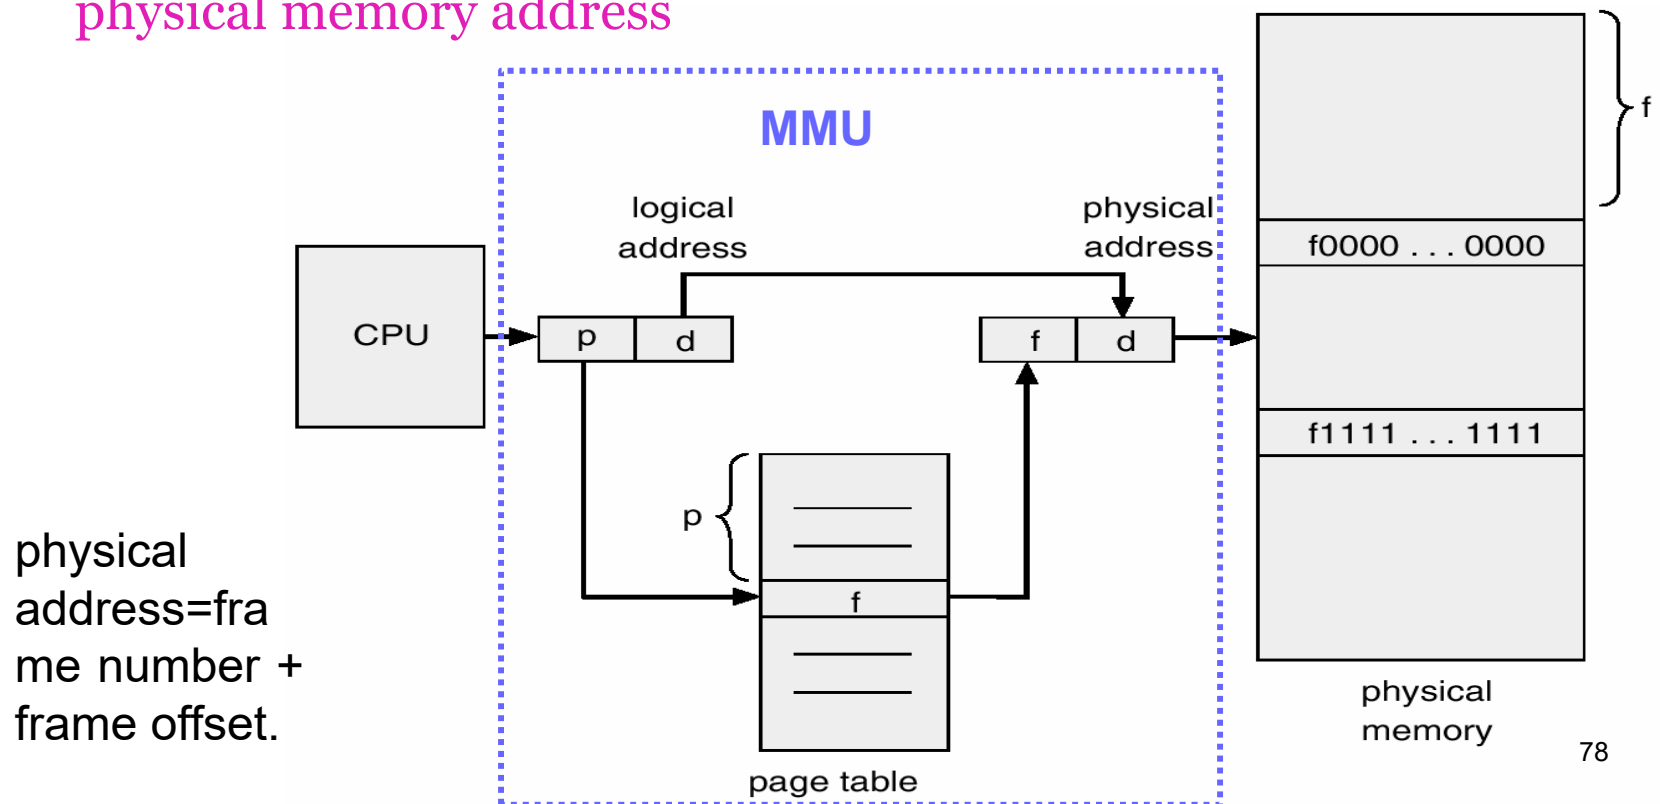 physical memory address
MMU
f
logical
address
physical
address
f0000 . . . 0000
CPU
p
d
f
d
f1111 . . . 1111
p
f
physical
address=fra
me number +
frame offset.
physical
memory
78
page table